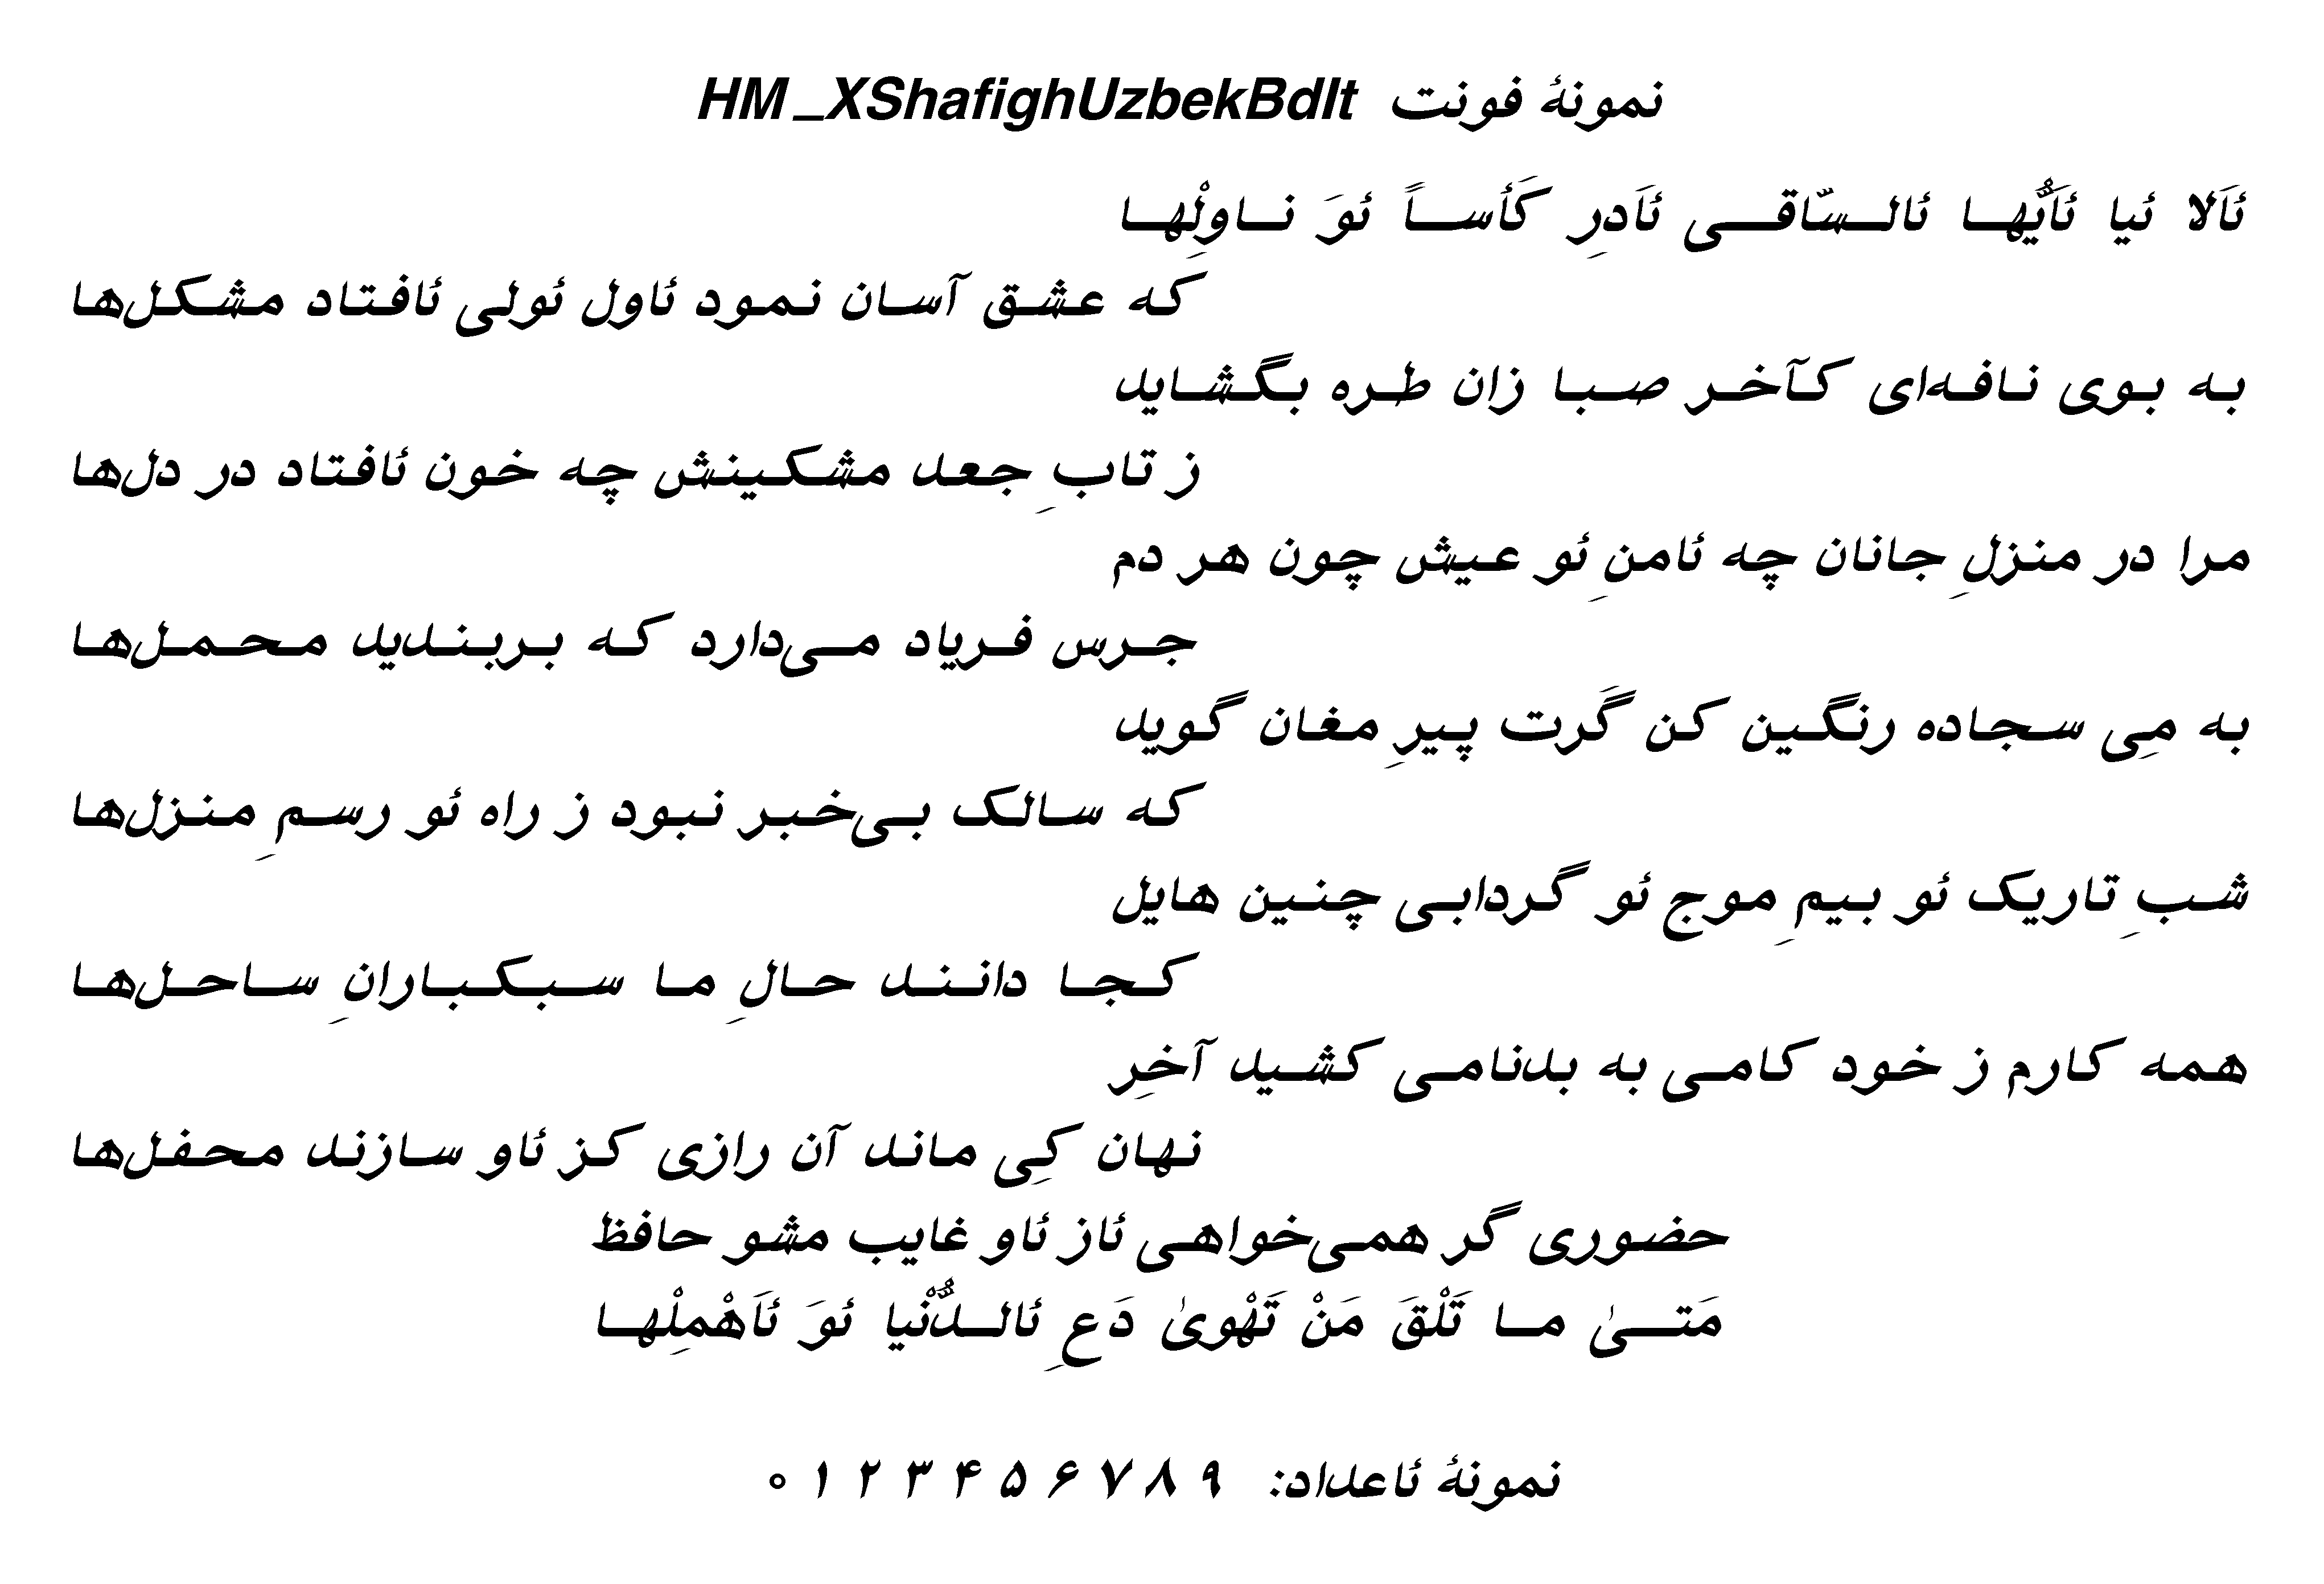 نمونهٔ فونت HM_XShafighUzbekBdIt
ئَالا ئیا ئَایُّها ئالسّاقی ئَادرِ کَأساً ئوَ ناوِلْها
که عشق آسان نمود ئاول ئولی ئافتاد مشکل‌ها
به بوی نافه‌ای کآخر صبا زان طره بگشاید
ز تابِ جعد مشکینش چه خون ئافتاد در دل‌ها
مرا در منزلِ جانان چه ئامنِ ئو عیش چون هر دم
جرس فریاد می‌دارد که بربندید محمل‌ها
به مِی سجاده رنگین کن گَرت پیرِ مغان گوید
که سالک بی‌خبر نبود ز راه ئو رسمِ منزل‌ها
شبِ تاریک ئو بیمِ موجِ ئو گردابی چنین هایل
کجا دانند حالِ ما سبکبارانِ ساحل‌ها
همه کارم ز خود کامی به بدنامی کشید آخِر
نهان کِی ماند آن رازی کز ئاو سازند محفل‌ها
حضوری گر همی‌خواهی ئاز ئاو غایب مشو حافظ
مَتـیٰ ما تَلْقَ مَنْ تَهْویٰ دَعِ ئالدُّنْیا ئوَ ئَاهْمِلْها
نمونهٔ ئاعداد: ۹ ۸ ۷ ۶ ۵ ۴ ۳ ۲ ۱ ۰